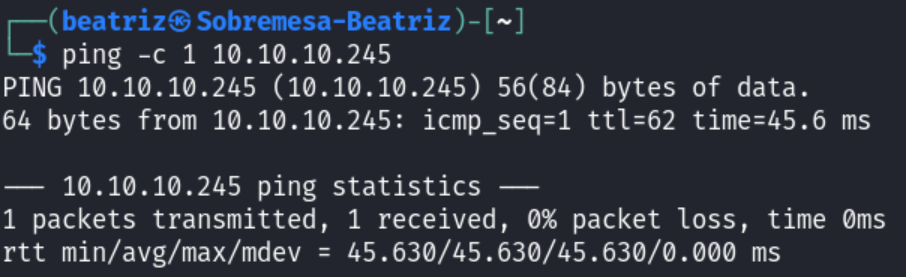 ┌──(beatriz㉿Sobremesa-Beatriz)-[~]
└─$ ping -c 1 10.10.10.245
PING 10.10.10.245 (10.10.10.245) 56(84) bytes of data.
64 bytes from 10.10.10.245: icmp_seq=1 ttl=62 time=45.6 ms
--- 10.10.10.245 ping statistics ---
1 packets transmitted, 1 received, 0% packet loss, time 0ms
rtt min/avg/max/mdev = 45.630/45.630/45.630/0.000 ms